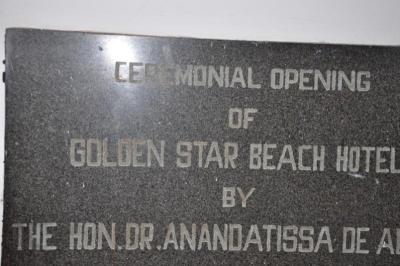 CEREMONIAL OPENING
OF
GOLDEN STAR BEACH HOTEL
BY
THE HON.DR.ANANDATISSA DE